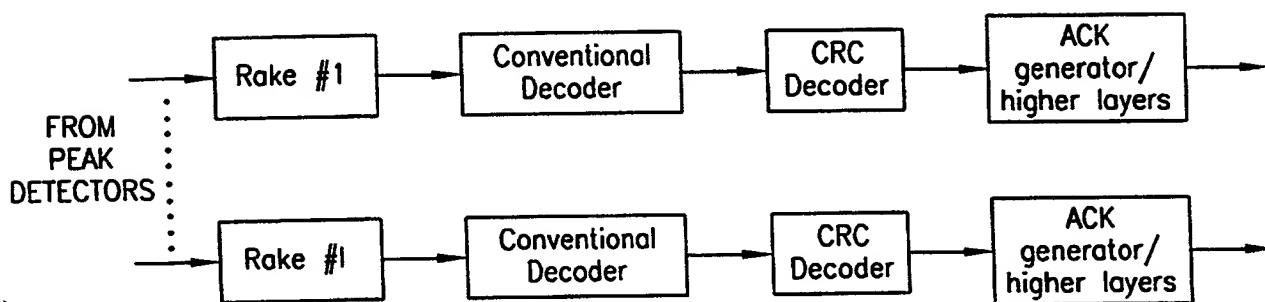 Rake #1
Conventional
Decoder
CRC
Decoder
ACK
generator/
higher layers
FROM
PEAK
DETECTORS
Rake #I
Conventional
Decoder
CRC
Decoder
ACK
generator/
higher layers